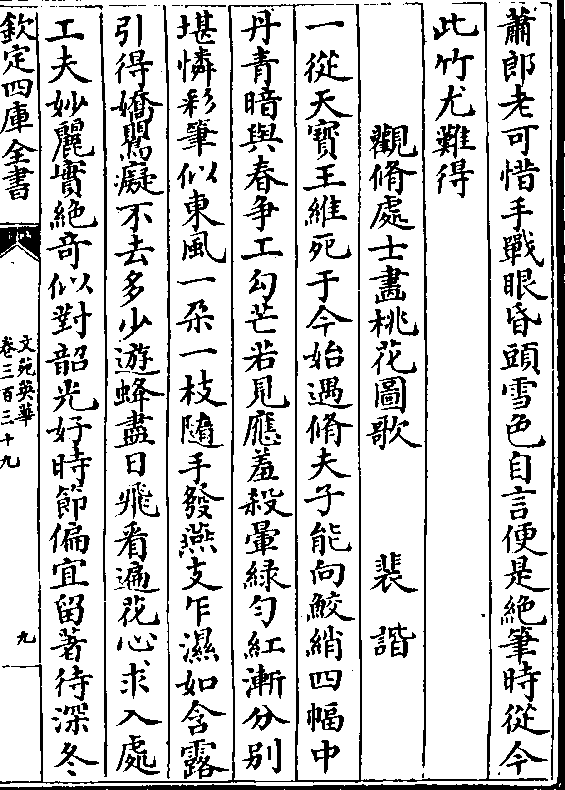 蕭郎老可惜手戰眼昏頭雪色自言便是絶筆時從今
此竹尤難得
觀脩處士畫桃花圖歌　裴諧
一從天寶王維死于今始遇脩夫子能向鮫綃四幅中
丹青暗與春争工勾芒若見應羞殺暈緑勻紅漸分别
堪憐彩筆似東風一朶一枝隨手發燕支乍濕如含露
引得嬌鸎癡不去多少遊蜂盡日飛看遍花心求入處
工夫妙麗實絶奇似對韶光好時節偏宜留著待深冬
欽定四庫全書
文苑英華
卷三百三十九
九